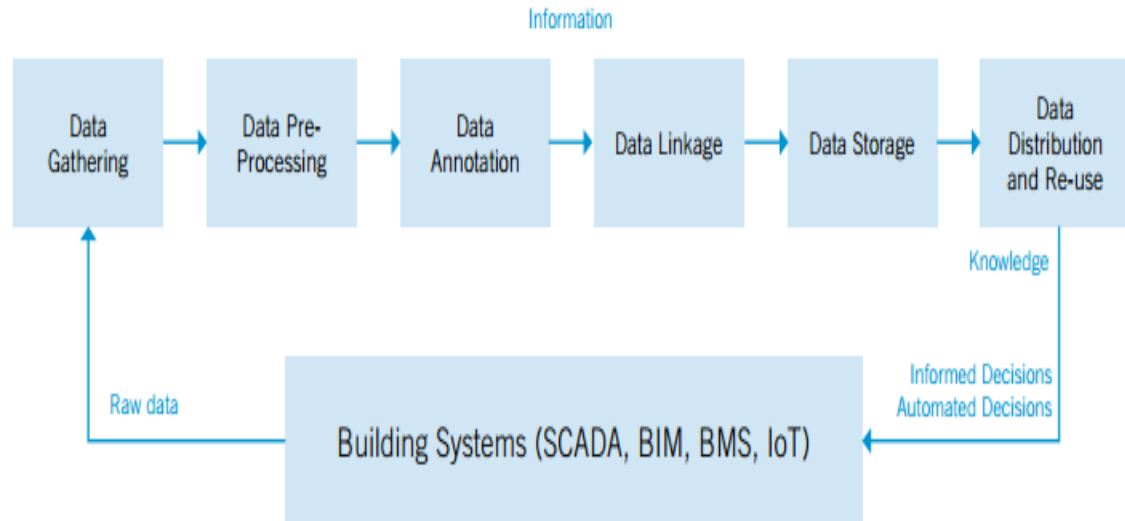 Information
Data
Gathering
Data Pre-
Processing
Data
Annotation
Data Linkage
Data Storage
Data
Distribution
and Re-use
Knowledge
Informed Decisions
Automated Decisions
Raw data
Building Systems (SCADA, BIM, BMS, IoT)